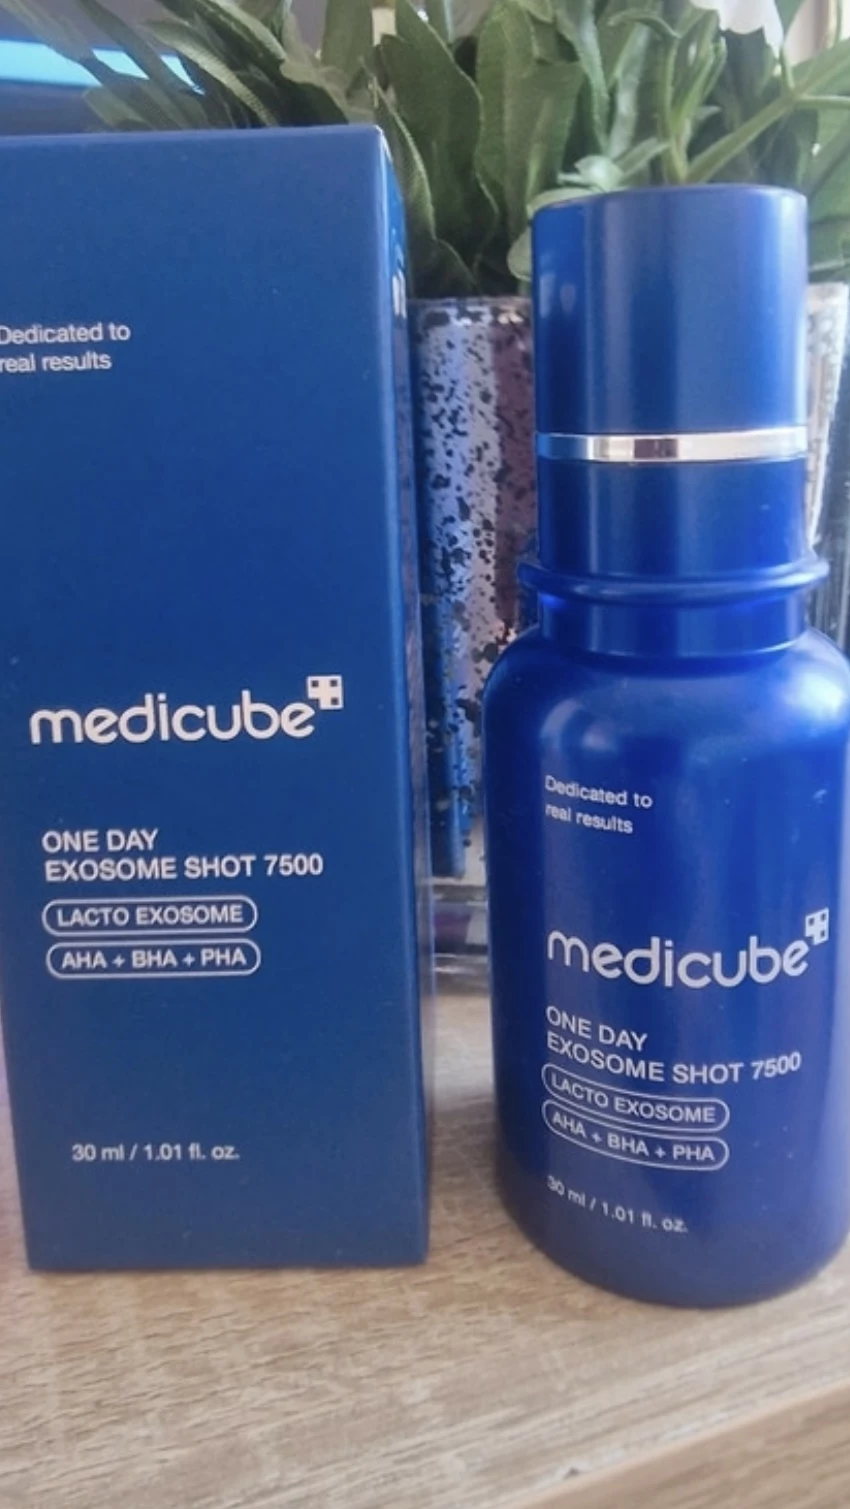 Dedicated to
real results
medicube
ONE DAY
EXOSOME SHOT 7500
LACTO EXOSOME
AHA + BHA + PHA
30 ml / 1.01 fl. oz.
Dedicated to
real results
medicube
ONE DAY
EXOSOME SHOT 7500
LACTO EXOSOME
AHA + BHA + PHA
30 ml / 1.01 fl. oz.